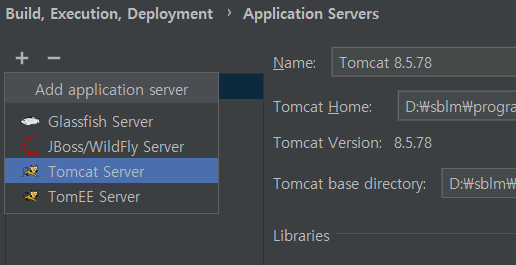 Build, Execution, Deployment › Application Servers
Name: Tomcat 8.5.78
Add application server
Glassfish Server
JBoss/WildFly Server
Tomcat Server
TomEE Server
Tomcat Home: D:₩sblm₩progra
Tomcat Version: 8.5.78
Tomcat base directory: D:₩sblm₩
Libraries